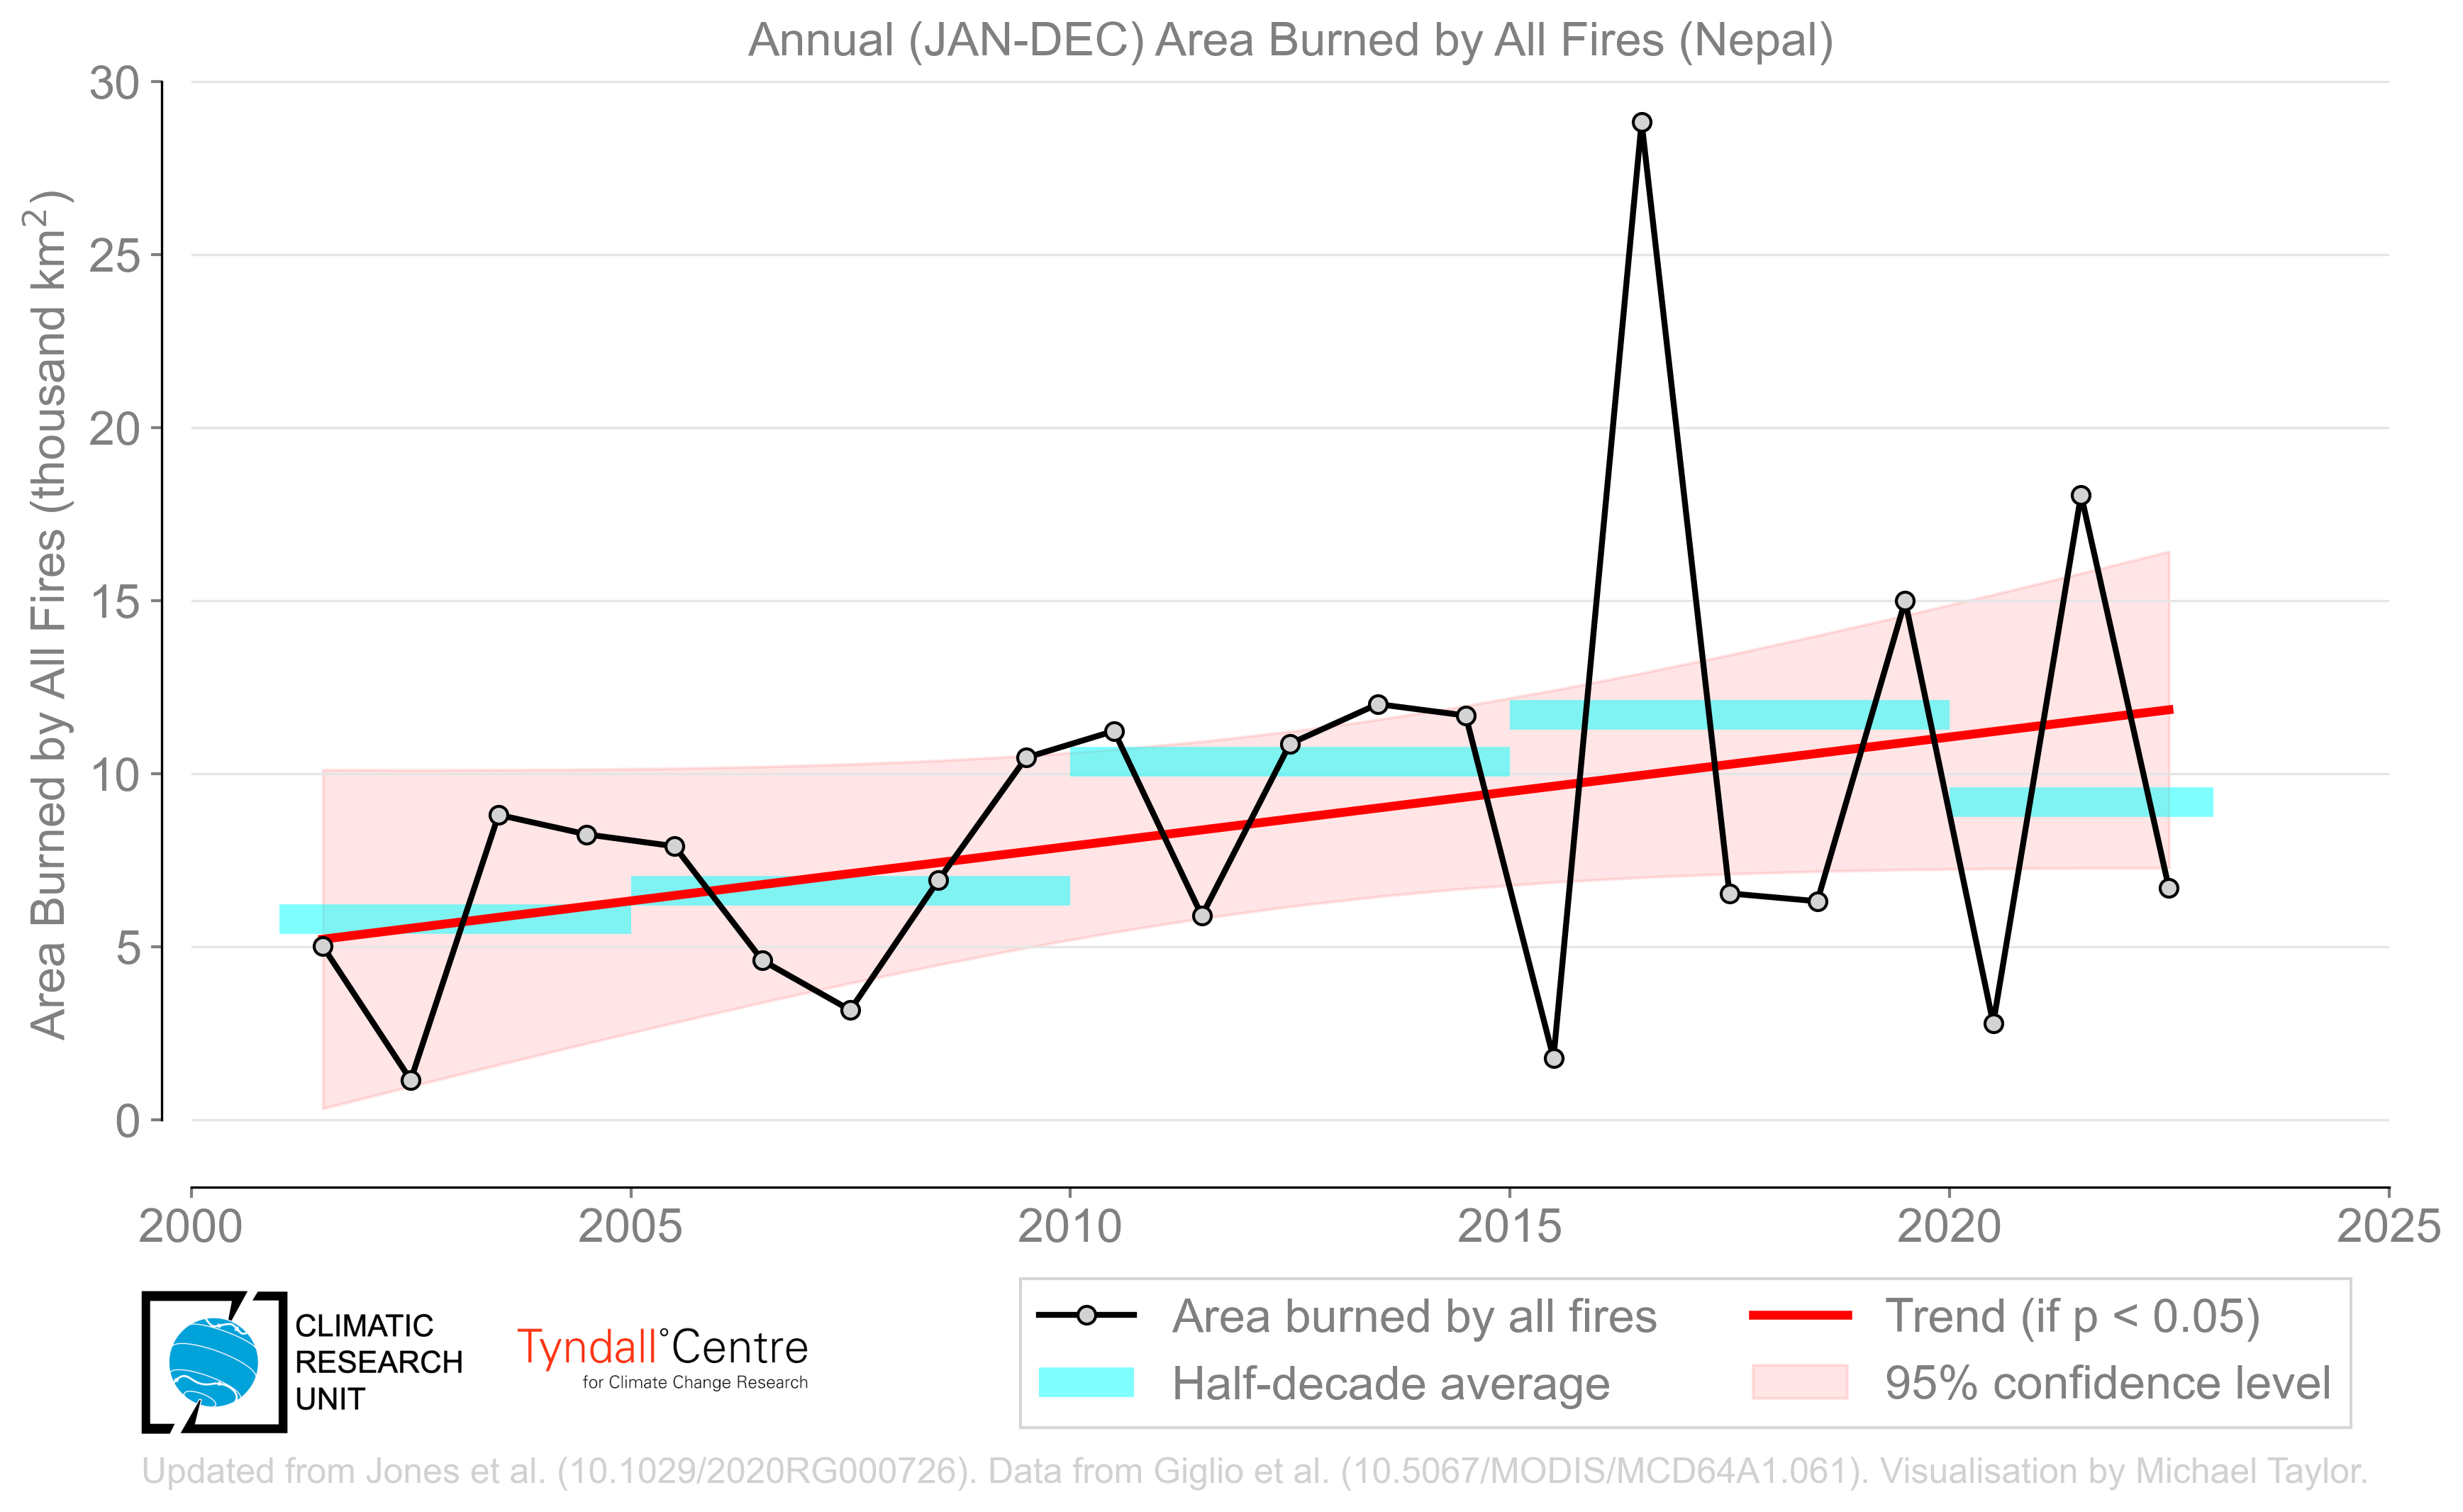 Annual (JAN-DEC) Area Burned by All Fires (Nepal)
Area Burned by All Fires (thousand km²)
30
25
20
15
10
5
0
2000 2005 2010 2015 2020 2025
CLIMATIC
RESEARCH
UNIT
Tyndall°Centre
for Climate Change Research
Area burned by all fires
Half-decade average
Trend (if p < 0.05)
95% confidence level
Updated from Jones et al. (10.1029/2020RG000726). Data from Giglio et al. (10.5067/MODIS/MCD64A1.061). Visualisation by Michael Taylor.